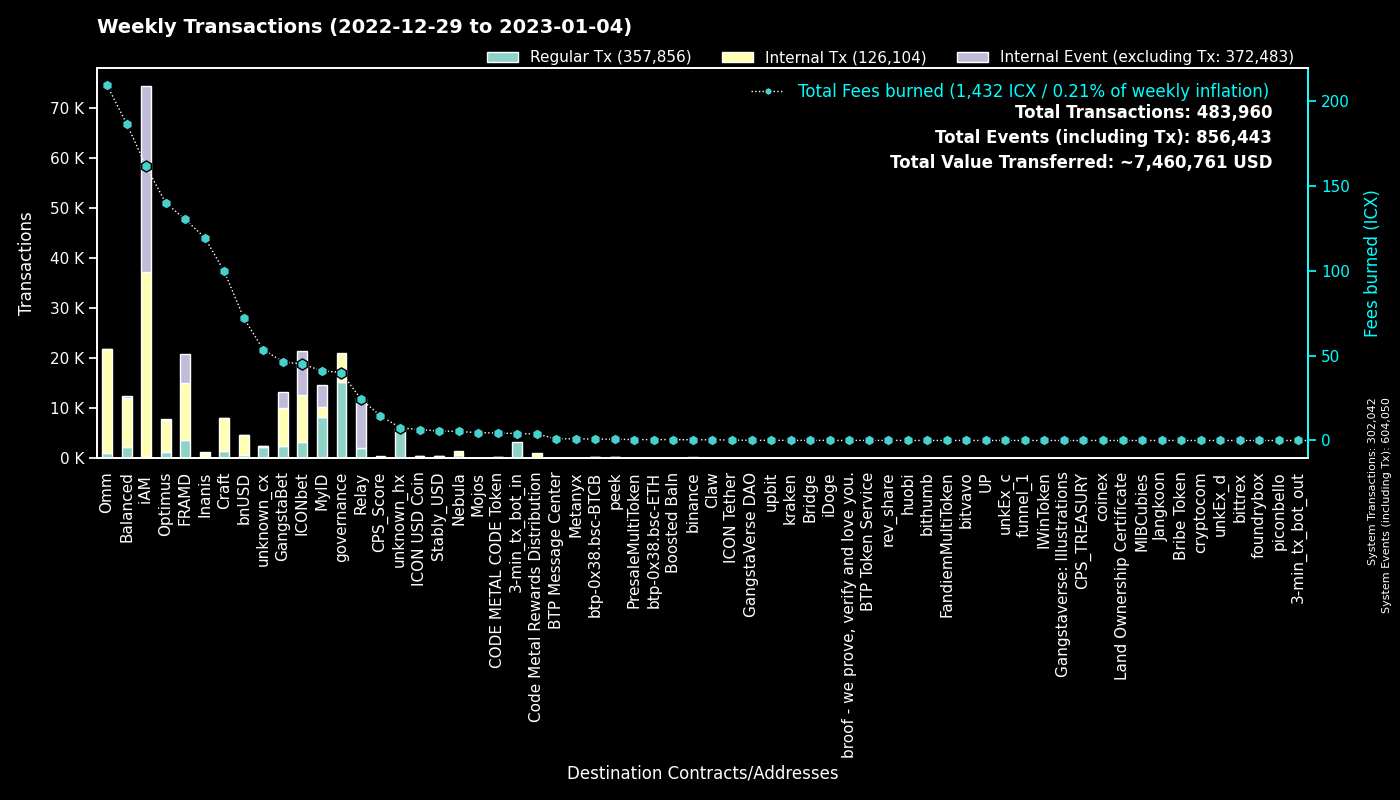 Weekly Transactions (2022-12-29 to 2023-01-04)
Regular Tx (357,856)
Internal Tx (126,104)
Internal Event (excluding Tx: 372,483)
Total Fees burned (1,432 ICX / 0.21% of weekly inflation)
Total Transactions: 483,960
Total Events (including Tx): 856,443
Total Value Transferred: ~7,460,761 USD
Transactions
70 K
60 K
50 K
40 K
30 K
20 K
10 K
0 K
200
150
100
50
0
Fees burned (ICX)
System Transactions: 302,042
System Events (including Tx): 604,050
Omm
Balanced
iAM
Optimus
FRAMD
Inanis
Craft
bnUSD
unknown_cx
GangstaBet
ICONbet
MyID
governance
Relay
CPS_Score
unknown_hx
ICON USD Coin
Stably_USD
Nebula
Mojos
CODE METAL CODE Token
3-min_tx_bot_in
Code Metal Rewards Distribution
BTP Message Center
Metanyx
btp-0x38.bsc-BTCB
peek
PresaleMultiToken
btp-0x38.bsc-ETH
Boosted Baln
binance
Claw
ICON Tether
GangstaVerse DAO
upbit
kraken
Bridge
iDoge
broof - we prove, verify and love you.
BTP Token Service
rev_share
huobi
bithumb
FandiemMultiToken
bitvavo
UP
unkEx_c
funnel_1
IWinToken
Gangstaverse: Illustrations
CPS_TREASURY
coinex
Land Ownership Certificate
MIBCubies
Jangkoon
Bribe Token
cryptocom
unkEx_d
bittrex
foundrybox
piconbello
3-min_tx_bot_out
Destination Contracts/Addresses